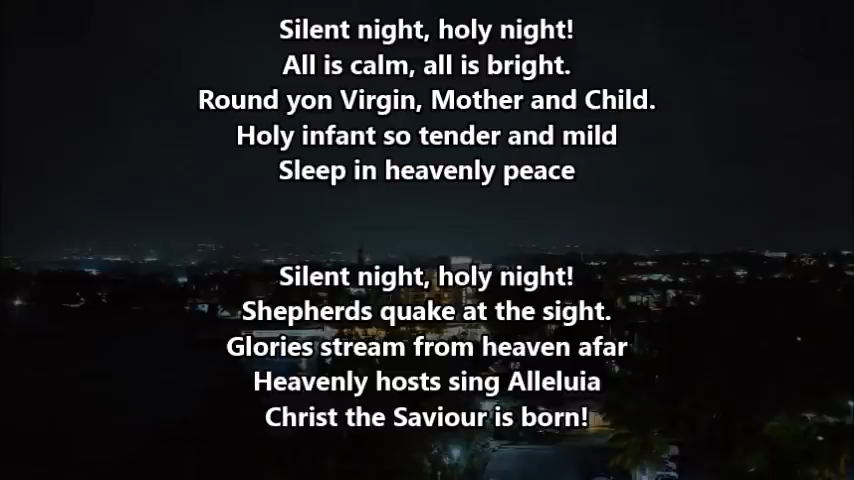 Silent night, holy night!
All is calm, all is bright.
Round yon Virgin, Mother and Child.
Holy infant so tender and mild
Sleep in heavenly peace
Silent night, holy night!
Shepherds quake at the sight.
Glories stream from heaven afar
Heavenly hosts sing Alleluia
Christ the Saviour is born!